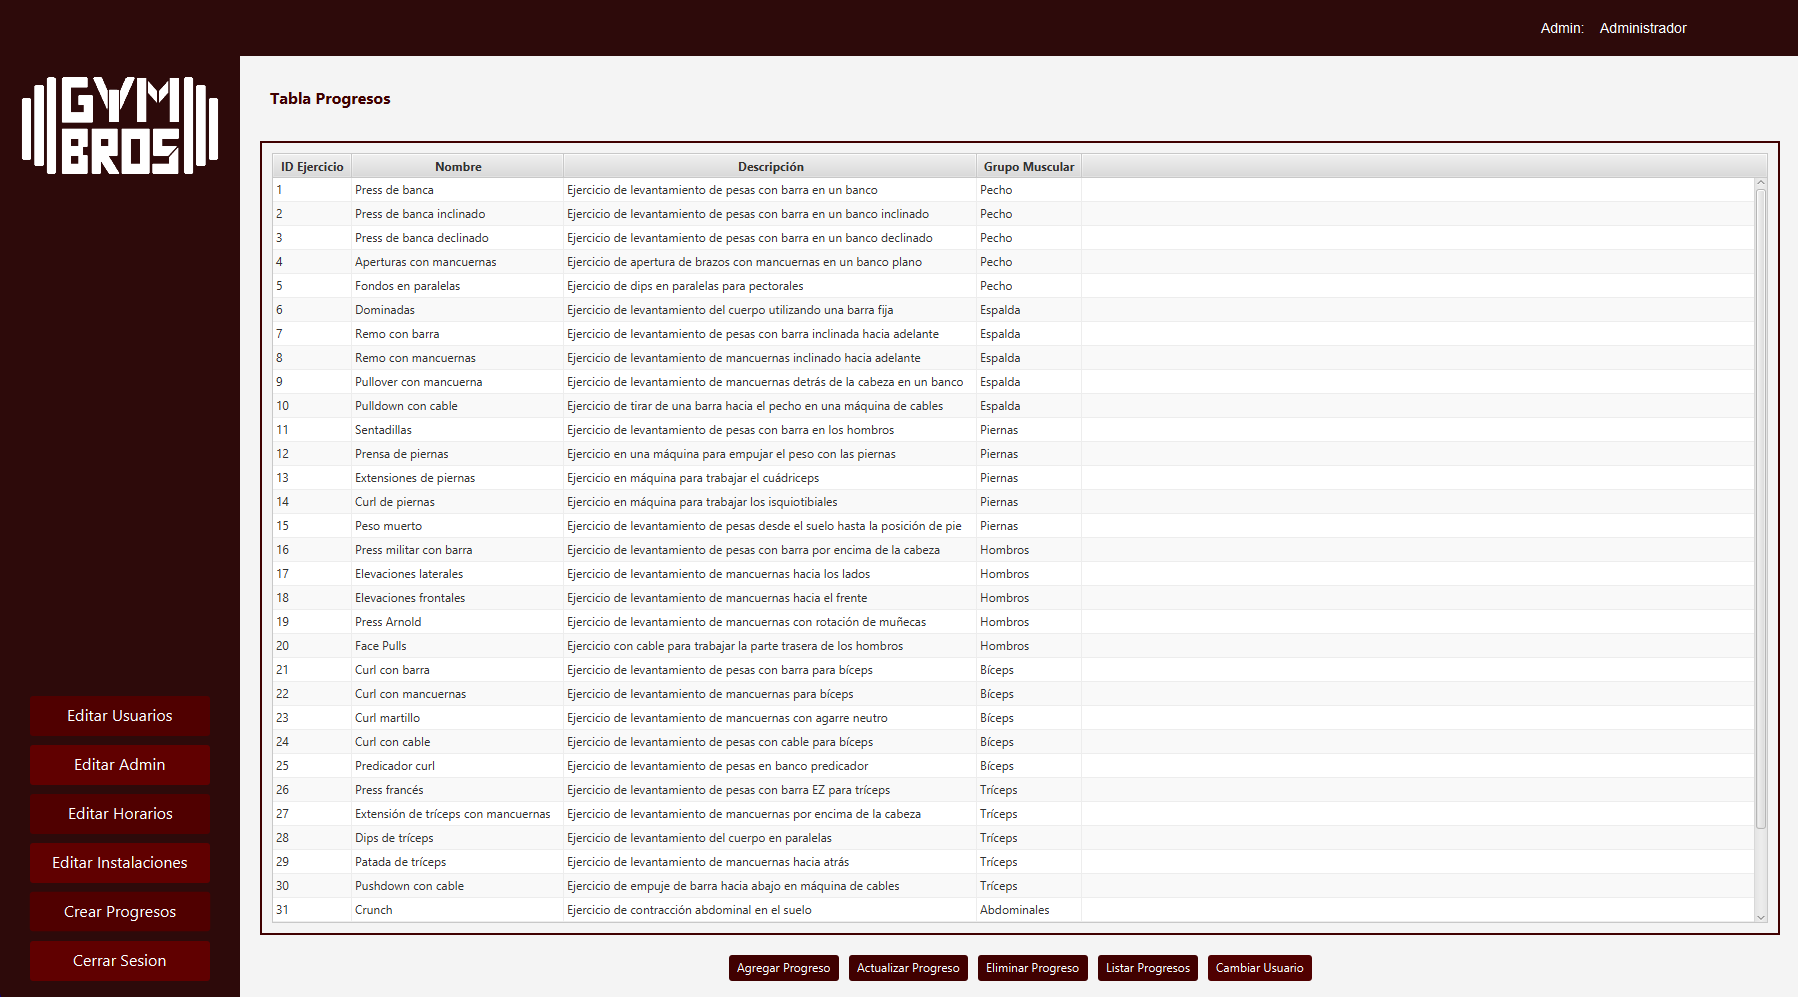 Admin: Administrador
GYM
BROS
Tabla Progresos
ID Ejercicio Nombre Descripción Grupo Muscular
1 Press de banca Ejercicio de levantamiento de pesas con barra en un banco Pecho
2 Press de banca inclinado Ejercicio de levantamiento de pesas con barra en un banco inclinado Pecho
3 Press de banca declinado Ejercicio de levantamiento de pesas con barra en un banco declinado Pecho
4 Aperturas con mancuernas Ejercicio de apertura de brazos con mancuernas en un banco plano Pecho
5 Fondos en paralelas Ejercicio de dips en paralelas para pectorales Pecho
6 Dominadas Ejercicio de levantamiento del cuerpo utilizando una barra fija Espalda
7 Remo con barra Ejercicio de levantamiento de pesas con barra inclinada hacia adelante Espalda
8 Remo con mancuernas Ejercicio de levantamiento de mancuernas inclinado hacia adelante Espalda
9 Pullover con mancuerna Ejercicio de levantamiento de mancuernas detrás de la cabeza en un banco Espalda
10 Pulldown con cable Ejercicio de tirar de una barra hacia el pecho en una máquina de cables Espalda
11 Sentadillas Ejercicio de levantamiento de pesas con barra en los hombros Piernas
12 Prensa de piernas Ejercicio en una máquina para empujar el peso con las piernas Piernas
13 Extensiones de piernas Ejercicio en máquina para trabajar el cuádriceps Piernas
14 Curl de piernas Ejercicio en máquina para trabajar los isquiotibiales Piernas
15 Peso muerto Ejercicio de levantamiento de pesas desde el suelo hasta la posición de pie Piernas
16 Press militar con barra Ejercicio de levantamiento de pesas con barra por encima de la cabeza Hombros
17 Elevaciones laterales Ejercicio de levantamiento de mancuernas hacia los lados Hombros
18 Elevaciones frontales Ejercicio de levantamiento de mancuernas hacia el frente Hombros
19 Press Arnold Ejercicio de levantamiento de mancuernas con rotación de muñecas Hombros
20 Face Pulls Ejercicio con cable para trabajar la parte trasera de los hombros Hombros
21 Curl con barra Ejercicio de levantamiento de pesas con barra para bíceps Bíceps
22 Curl con mancuernas Ejercicio de levantamiento de mancuernas para bíceps Bíceps
23 Curl martillo Ejercicio de levantamiento de mancuernas con agarre neutro Bíceps
24 Curl con cable Ejercicio de levantamiento de pesas con cable para bíceps Bíceps
25 Predicador curl Ejercicio de levantamiento de pesas en banco predicador Bíceps
26 Press francés Ejercicio de levantamiento de pesas con barra EZ para tríceps Tríceps
27 Extensión de tríceps con mancuernas Ejercicio de levantamiento de mancuernas por encima de la cabeza Tríceps
28 Dips de tríceps Ejercicio de levantamiento del cuerpo en paralelas Tríceps
29 Patada de tríceps Ejercicio de levantamiento de mancuernas hacia atrás Tríceps
30 Pushdown con cable Ejercicio de empuje de barra hacia abajo en máquina de cables Tríceps
31 Crunch Ejercicio de contracción abdominal en el suelo Abdominales
Editar Usuarios
Editar Admin
Editar Horarios
Editar Instalaciones
Crear Progresos
Cerrar Sesion
Agregar Progreso Actualizar Progreso Eliminar Progreso Listar Progresos Cambiar Usuario